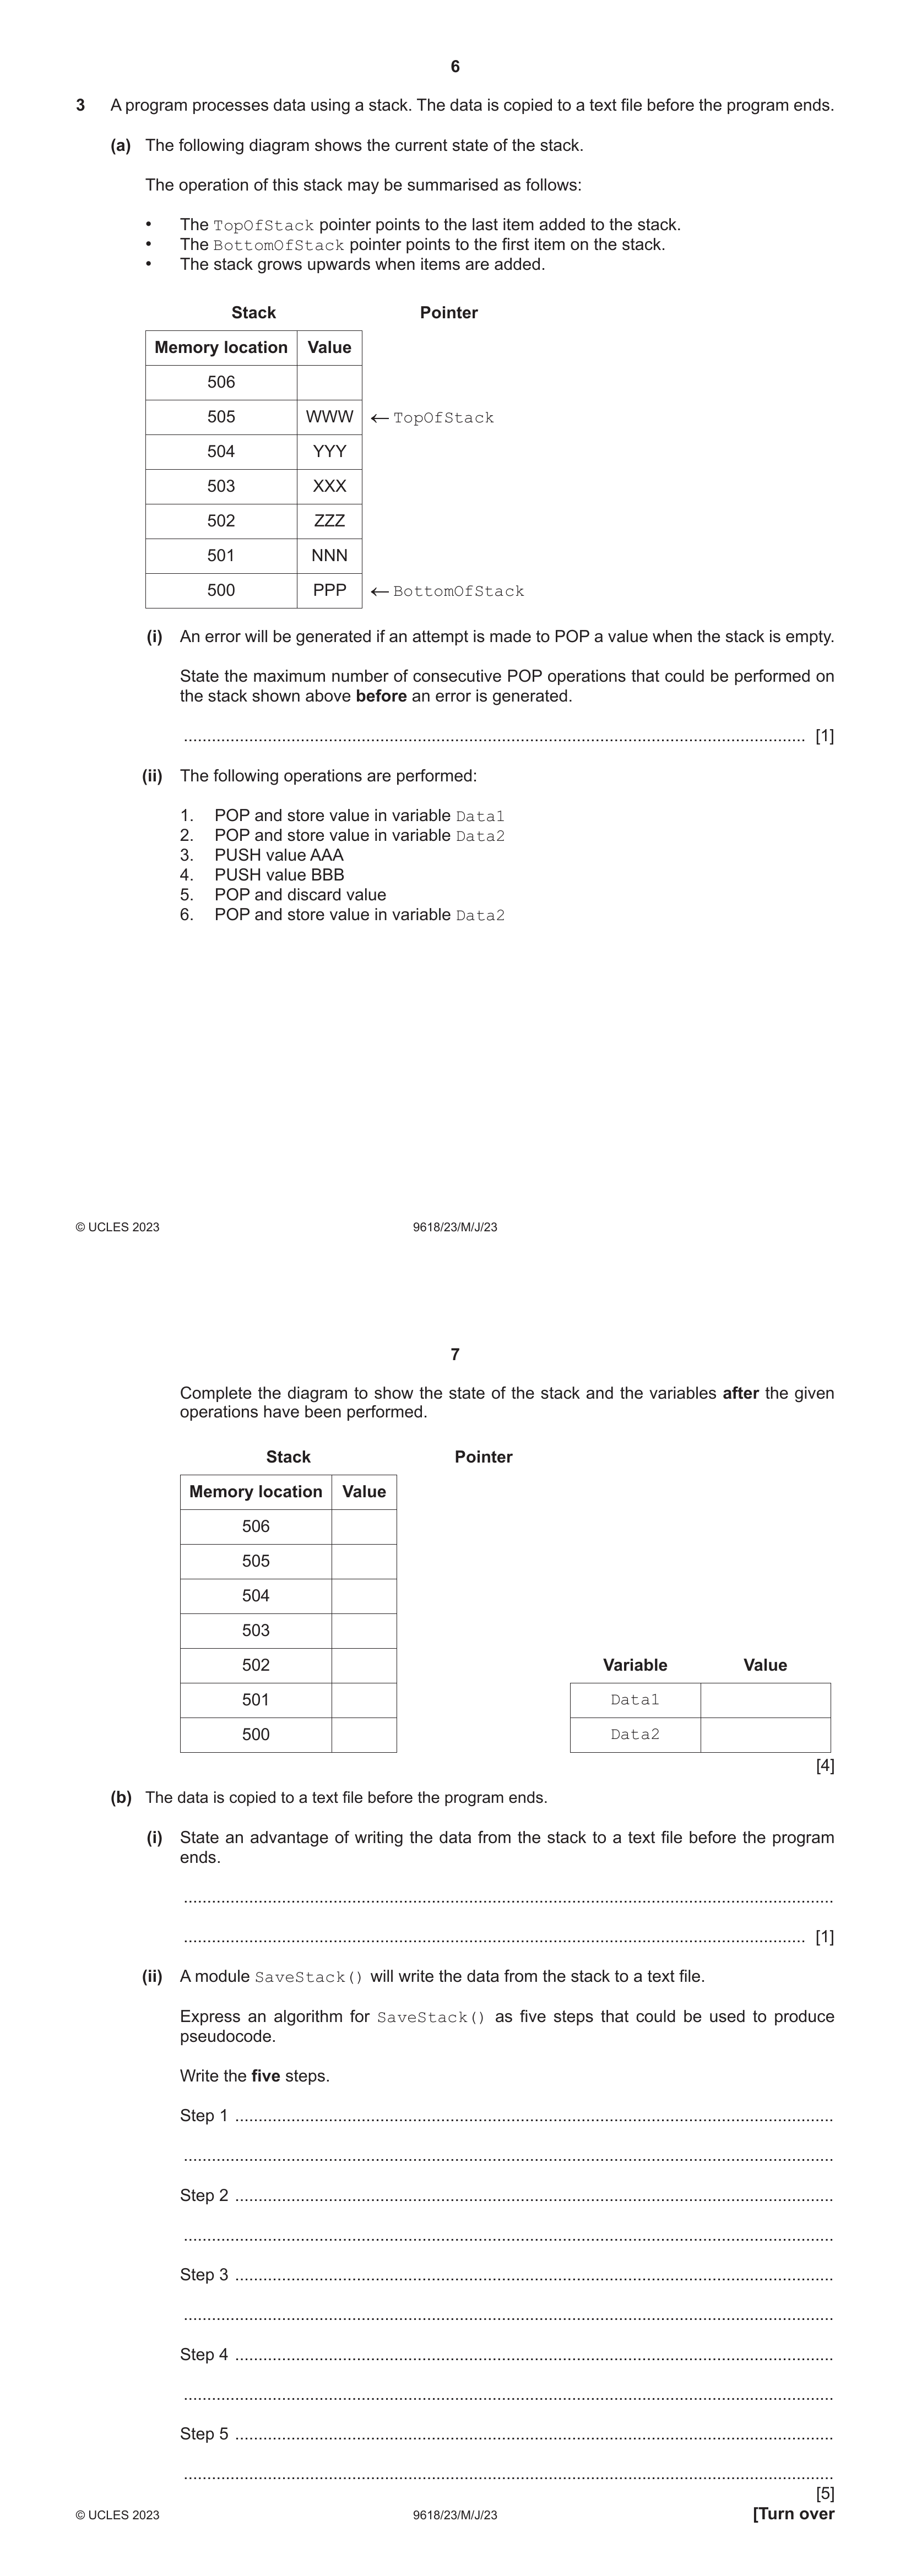 6
3 A program processes data using a stack. The data is copied to a text file before the program ends.
(a) The following diagram shows the current state of the stack.
The operation of this stack may be summarised as follows:
• The TopOfStack pointer points to the last item added to the stack.
• The BottomOfStack pointer points to the first item on the stack.
• The stack grows upwards when items are added.
Stack Pointer
Memory location Value
506
505 WWW ← TopOfStack
504 YYY
503 XXX
502 ZZZ
501 NNN
500 PPP ← BottomOfStack
(i) An error will be generated if an attempt is made to POP a value when the stack is empty.
State the maximum number of consecutive POP operations that could be performed on
the stack shown above before an error is generated.
................................................................................................................................ [1]
(ii) The following operations are performed:
1. POP and store value in variable Data1
2. POP and store value in variable Data2
3. PUSH value AAA
4. PUSH value BBB
5. POP and discard value
6. POP and store value in variable Data2
© UCLES 2023 9618/23/M/J/23
7
Complete the diagram to show the state of the stack and the variables after the given
operations have been performed.
Stack Pointer
Memory location Value
506
505
504
503
502 Variable Value
501 Data1
500 Data2
[4]
(b) The data is copied to a text file before the program ends.
(i) State an advantage of writing the data from the stack to a text file before the program
ends.
................................................................................................................................
................................................................................................................................ [1]
(ii) A module SaveStack() will write the data from the stack to a text file.
Express an algorithm for SaveStack() as five steps that could be used to produce
pseudocode.
Write the five steps.
Step 1 ................................................................................................................................
................................................................................................................................
Step 2 ................................................................................................................................
................................................................................................................................
Step 3 ................................................................................................................................
................................................................................................................................
Step 4 ................................................................................................................................
................................................................................................................................
Step 5 ................................................................................................................................
................................................................................................................................
[5]
© UCLES 2023 9618/23/M/J/23 [Turn over